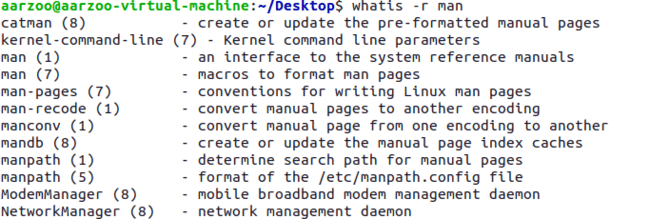 aarzoo@aarzoo-virtual-machine:~/Desktop$ whatis -r man
catman (8)           - create or update the pre-formatted manual pages
kernel-command-line (7) - Kernel command line parameters
man (1)              - an interface to the system reference manuals
man (7)              - macros to format man pages
man-pages (7)        - conventions for writing Linux man pages
man-recode (1)       - convert manual pages to another encoding
manconv (1)          - convert manual page from one encoding to another
mandb (8)            - create or update the manual page index caches
manpath (1)          - determine search path for manual pages
manpath (5)          - format of the /etc/manpath.config file
ModemManager (8)     - mobile broadband modem management daemon
NetworkManager (8)   - network management daemon